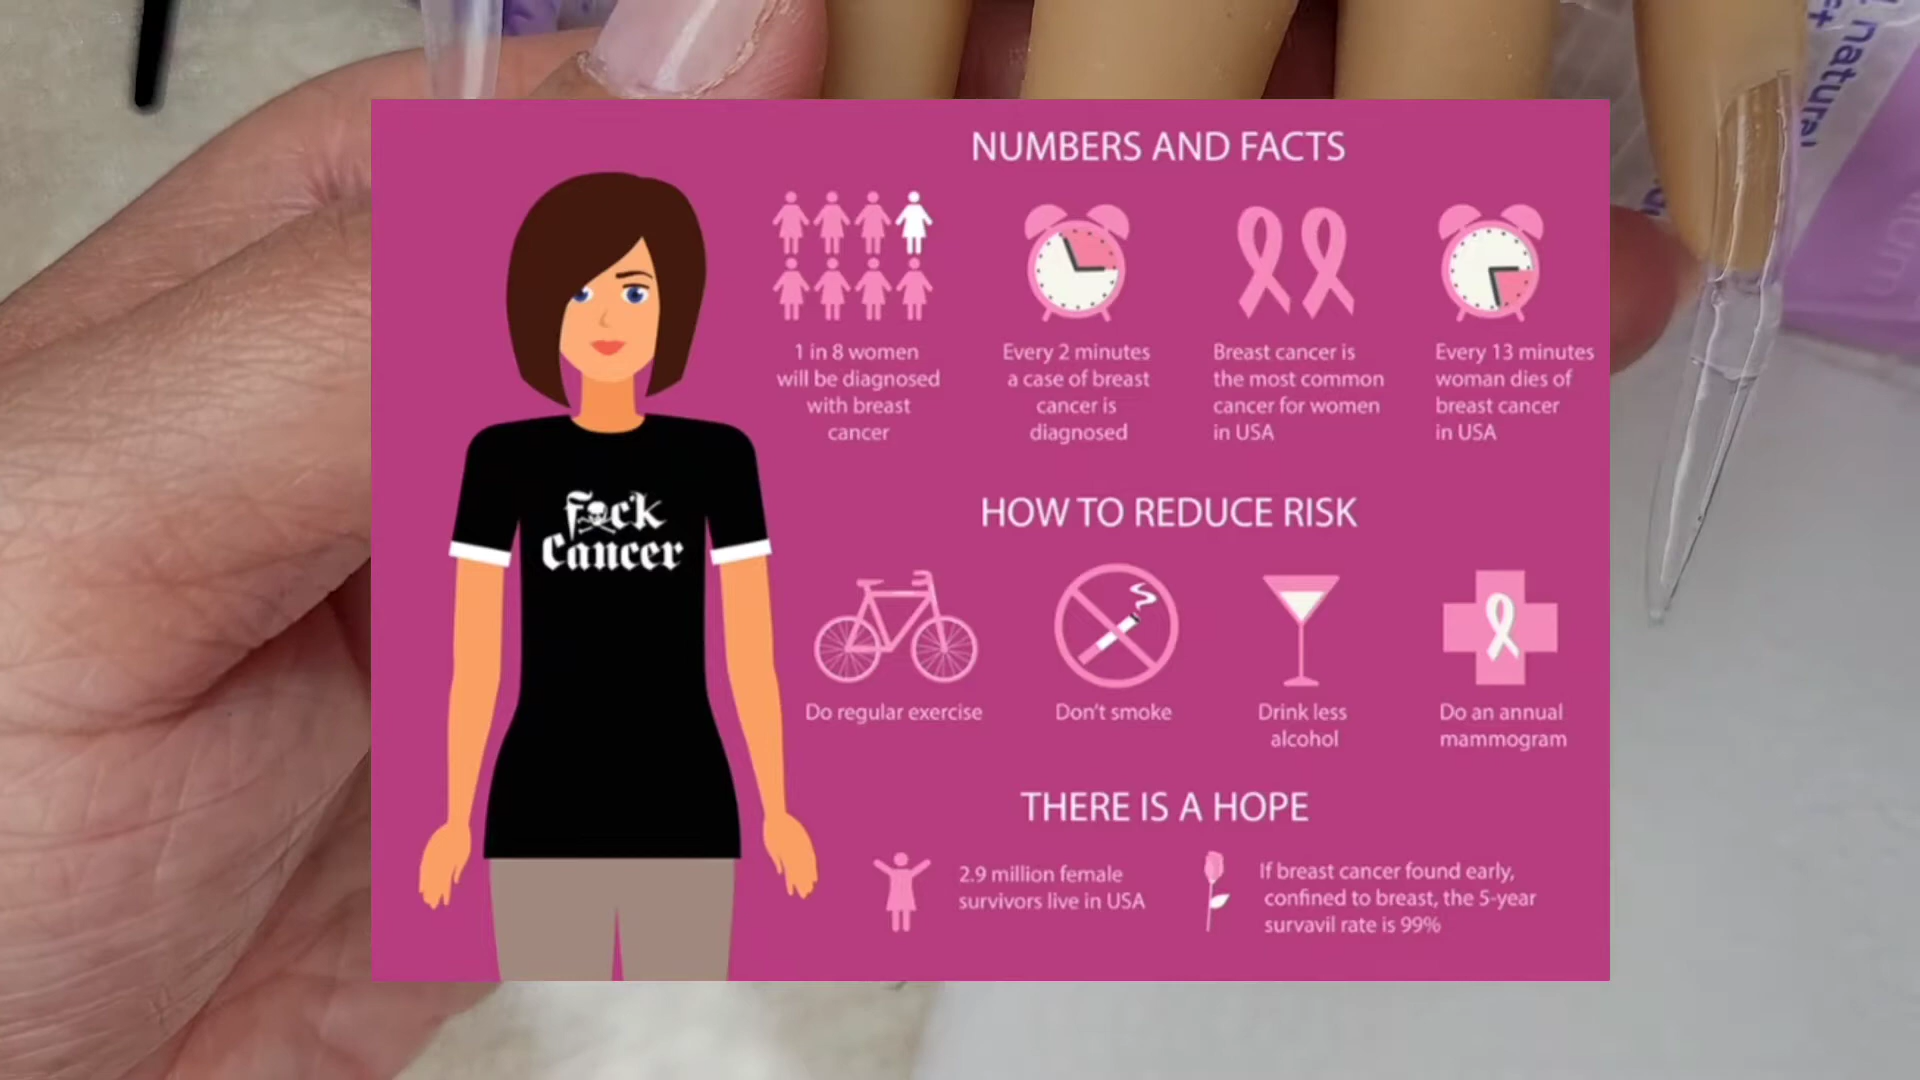 natural
NUMBERS AND FACTS
1 in 8 women
will be diagnosed
with breast
cancer
Every 2 minutes
a case of breast
cancer is
diagnosed
Breast cancer is
the most common
cancer for women
in USA
Every 13 minutes
woman dies of
breast cancer
in USA
F ck
Cancer
HOW TO REDUCE RISK
Do regular exercise
Don't smoke
Drink less
alcohol
Do an annual
mammogram
THERE IS A HOPE
2.9 million female
survivors live in USA
If breast cancer found early,
confined to breast, the 5-year
survavil rate is 99%